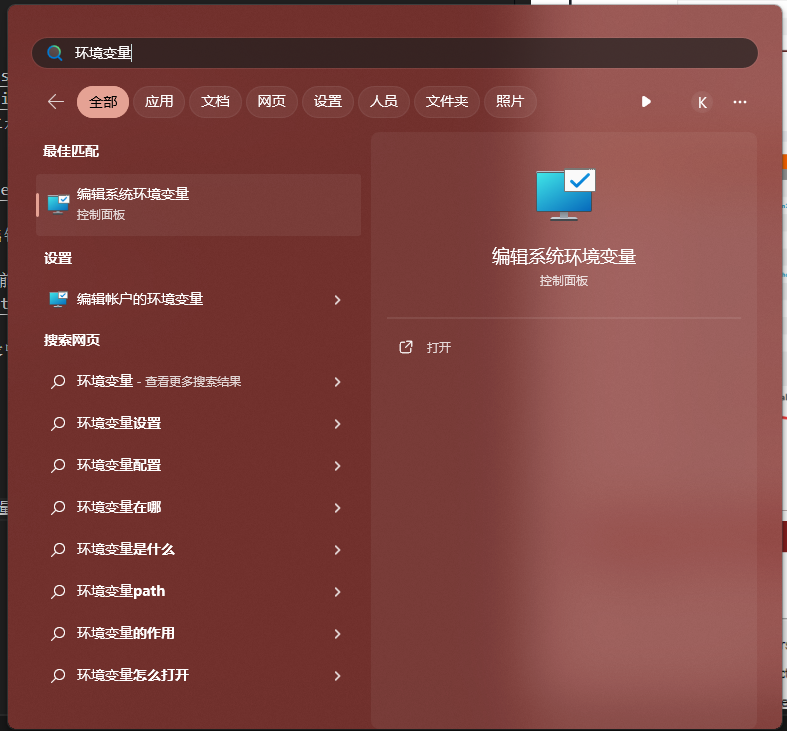 环境变量
全部 应用 文档 网页 设置 人员 文件夹 照片 K
最佳匹配
编辑系统环境变量
控制面板
设置
编辑帐户的环境变量
搜索网页
环境变量 - 查看更多搜索结果
环境变量设置
环境变量配置
环境变量在哪
环境变量是什么
环境变量path
环境变量的作用
环境变量怎么打开
编辑系统环境变量
控制面板
打开